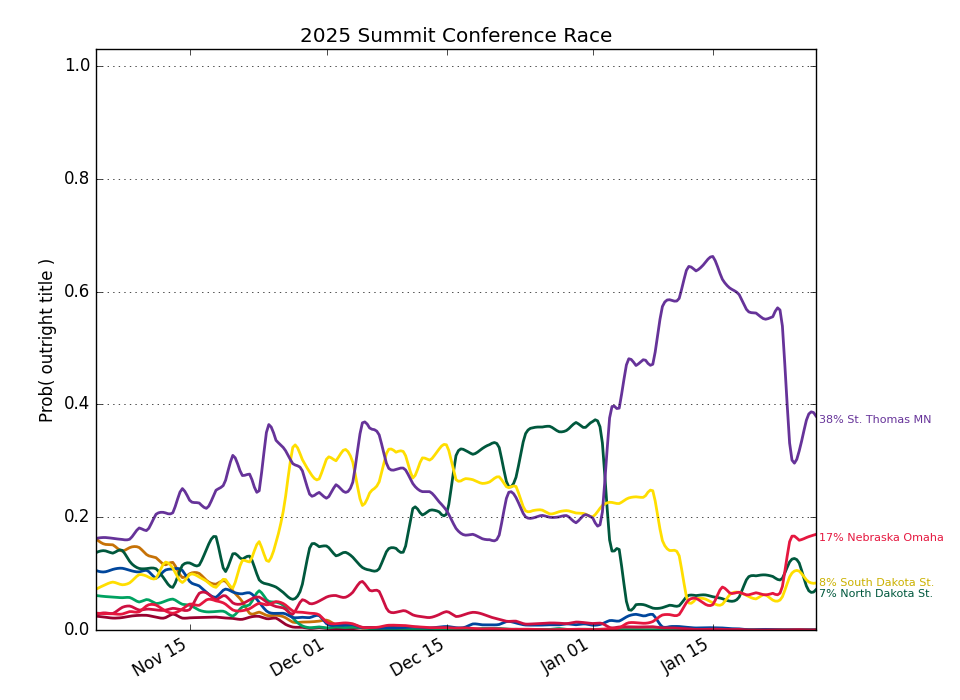 2025 Summit Conference Race
1.0
0.8
0.6
0.4
0.2
0.0
Prob( outright title )
38% St. Thomas MN
17% Nebraska Omaha
8% South Dakota St.
7% North Dakota St.
Nov 15
Dec 01
Dec 15
Jan 01
Jan 15